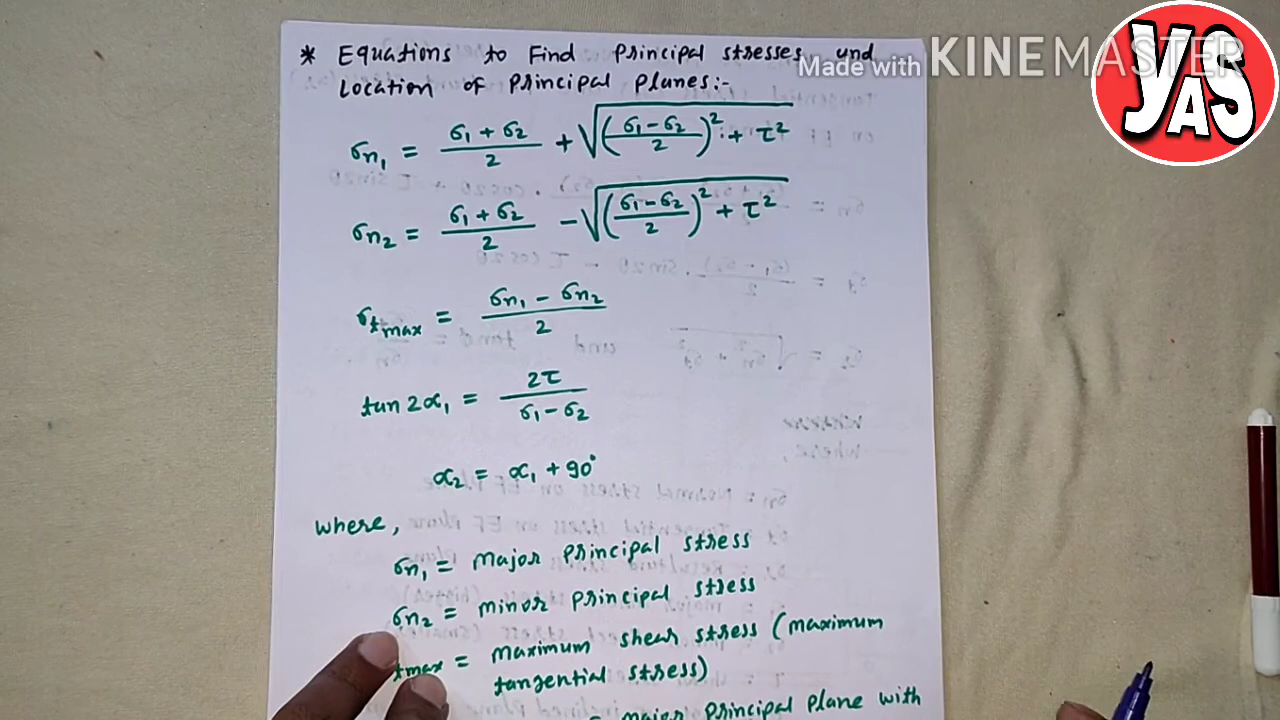 * Equations to Find Principal stresses and
Location of Principal Planes:-
Made with KINEMASTER
YAS
σn₁ = (σ₁ + σ₂)/2 + √(((σ₁ - σ₂)/2)² + τ²)
σn₂ = (σ₁ + σ₂)/2 - √(((σ₁ - σ₂)/2)² + τ²)
σt max = (σn₁ - σn₂)/2
tan 2α₁ = 2τ/(σ₁ - σ₂)
α₂ = α₁ + 90°
where,
σn₁ = Major principal stress
σn₂ = minor principal stress
tmax = maximum shear stress (maximum
tangential stress)
major principal plane with